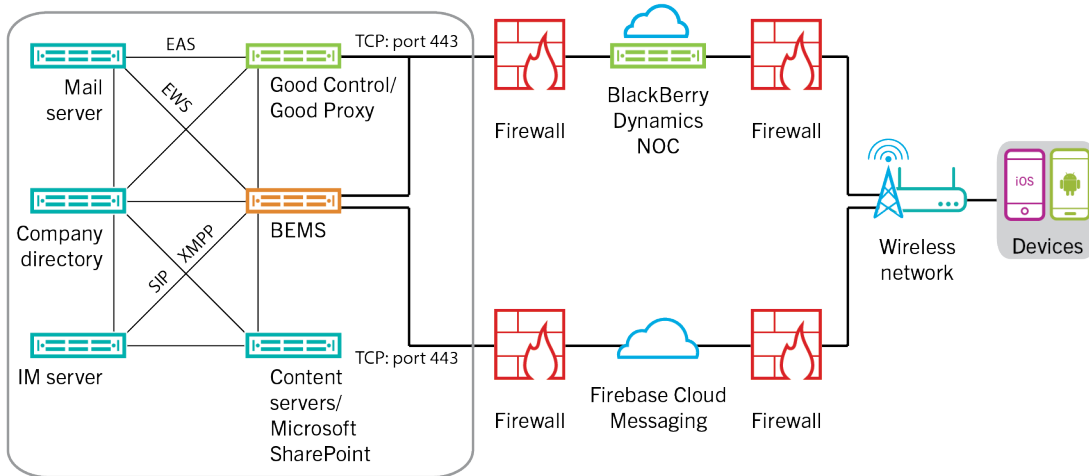 EAS
TCP: port 443
Mail
server
EWS
Good Control/
Good Proxy
Firewall
BlackBerry
Dynamics
NOC
Firewall
iOS
Company
directory
XMPP
SIP
BEMS
Wireless
network
Devices
IM server
TCP: port 443
Content
servers/
Microsoft
SharePoint
Firewall
Firebase Cloud
Messaging
Firewall